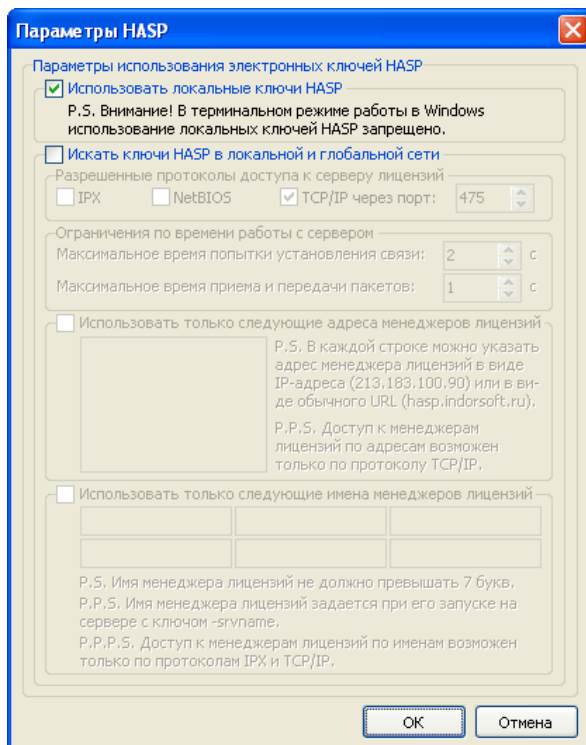 Параметры HASP
Параметры использования электронных ключей HASP
Использовать локальные ключи HASP
P.S. Внимание! В терминальном режиме работы в Windows
использование локальных ключей HASP запрещено.
Искать ключи HASP в локальной и глобальной сети
Разрешенные протоколы доступа к серверу лицензий
IPX NetBIOS TCP/IP через порт: 475
Ограничения по времени работы с сервером
Максимальное время попытки установления связи: 2 с
Максимальное время приема и передачи пакетов: 1 с
Использовать только следующие адреса менеджеров лицензий
P.S. В каждой строке можно указать
адрес менеджера лицензий в виде
IP-адреса (213.183.100.90) или в ви-
де обычного URL (hasp.indorsoft.ru).
P.P.S. Доступ к менеджерам
лицензий по адресам возможен
только по протоколу TCP/IP.
Использовать только следующие имена менеджеров лицензий
P.S. Имя менеджера лицензий не должно превышать 7 букв.
P.P.S. Имя менеджера лицензий задается при его запуске на
сервере с ключом -srvname.
P.P.P.S. Доступ к менеджерам лицензий по именам возможен
только по протоколам IPX и TCP/IP.
OK Отмена